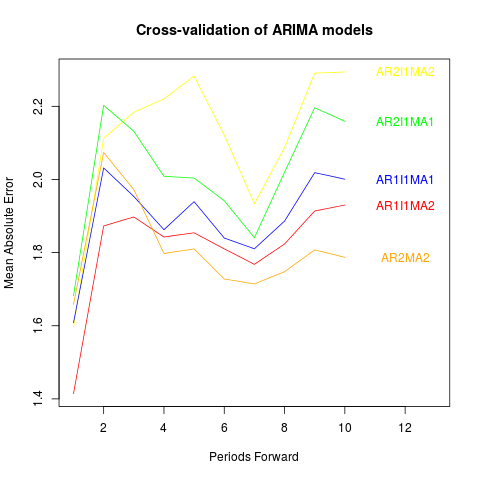 Cross-validation of ARIMA models
Mean Absolute Error
2.2
2.0
1.8
1.6
1.4
AR2I1MA2
AR2I1MA1
AR1I1MA1
AR1I1MA2
AR2MA2
2 4 6 8 10 12
Periods Forward